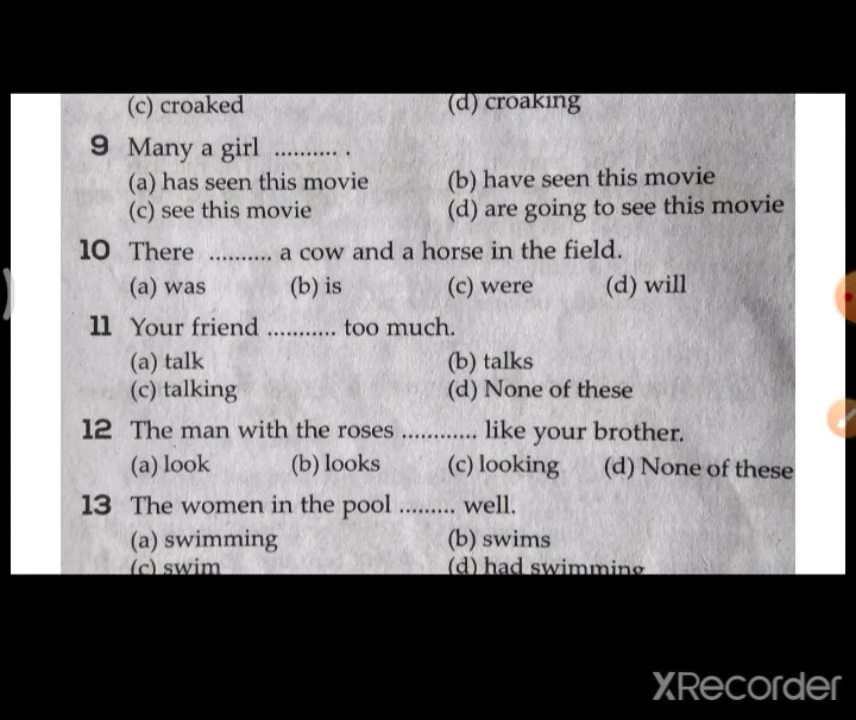 (c) croaked (d) croaking
9 Many a girl .......... .
(a) has seen this movie (b) have seen this movie
(c) see this movie (d) are going to see this movie
10 There .......... a cow and a horse in the field.
(a) was (b) is (c) were (d) will
11 Your friend ........... too much.
(a) talk (b) talks
(c) talking (d) None of these
12 The man with the roses ............ like your brother.
(a) look (b) looks (c) looking (d) None of these
13 The women in the pool ......... well.
(a) swimming (b) swims
(c) swim (d) had swimming
XRecorder